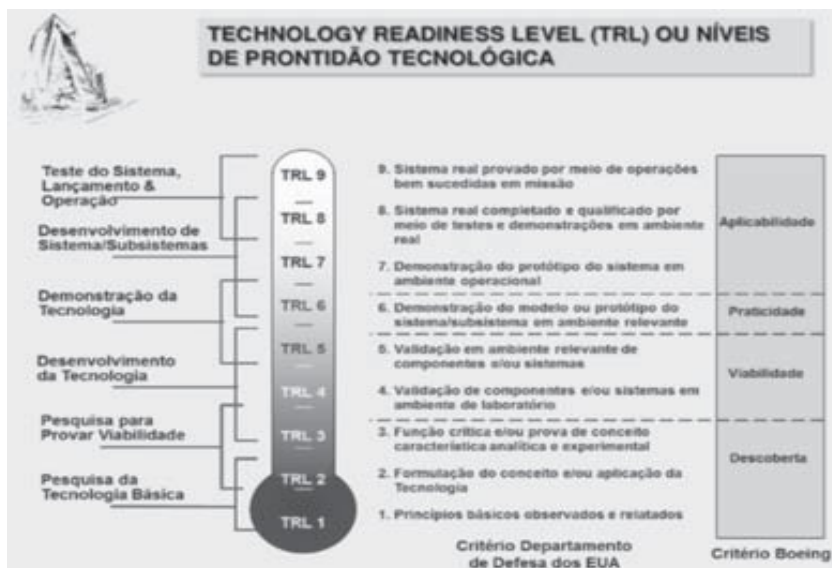 TECHNOLOGY READINESS LEVEL (TRL) OU NÍVEIS
DE PRONTIDÃO TECNOLÓGICA
Teste do Sistema,
Lançamento &
Operação
Desenvolvimento de
Sistema/Subsistemas
Demonstração da
Tecnologia
Desenvolvimento
da Tecnologia
Pesquisa para
Provar Viabilidade
Pesquisa da
Tecnologia Básica
TRL 9
TRL 8
TRL 7
TRL 6
TRL 5
TRL 4
TRL 3
TRL 2
TRL 1
9. Sistema real provado por meio de operações
bem sucedidas em missão
8. Sistema real completado e qualificado por
meio de testes e demonstrações em ambiente
real
7. Demonstração do protótipo do sistema em
ambiente operacional
6. Demonstração do modelo ou protótipo do
sistema/subsistema em ambiente relevante
5. Validação em ambiente relevante de
componentes e/ou sistemas
4. Validação de componentes e/ou sistemas em
ambiente de laboratório
3. Função crítica e/ou prova de conceito
característica analítica e experimental
2. Formulação do conceito e/ou aplicação da
Tecnologia
1. Princípios básicos observados e relatados
Critério Departamento
de Defesa dos EUA
Aplicabilidade
Praticidade
Viabilidade
Descoberta
Critério Boeing